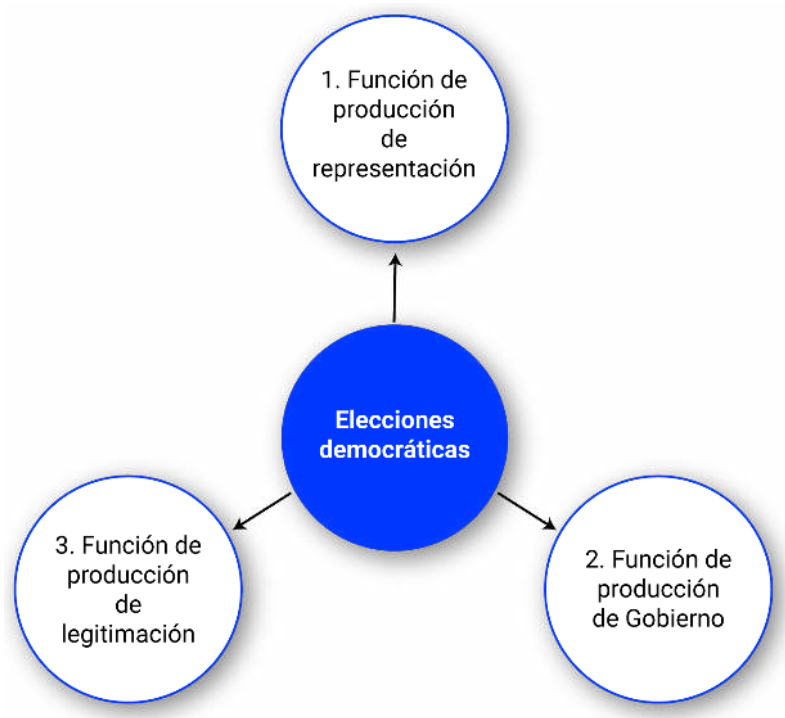 1. Función de
producción
de
representación
Elecciones
democráticas
3. Función de
producción
de
legitimación
2. Función de
producción
de Gobierno